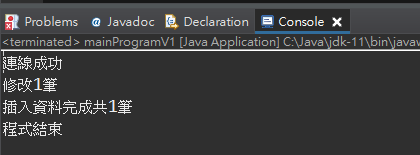 Problems Javadoc Declaration Console
<terminated> mainProgramV1 [Java Application] C:\Java\jdk-11\bin\javaw
連線成功
修改1筆
插入資料完成共1筆
程式結束